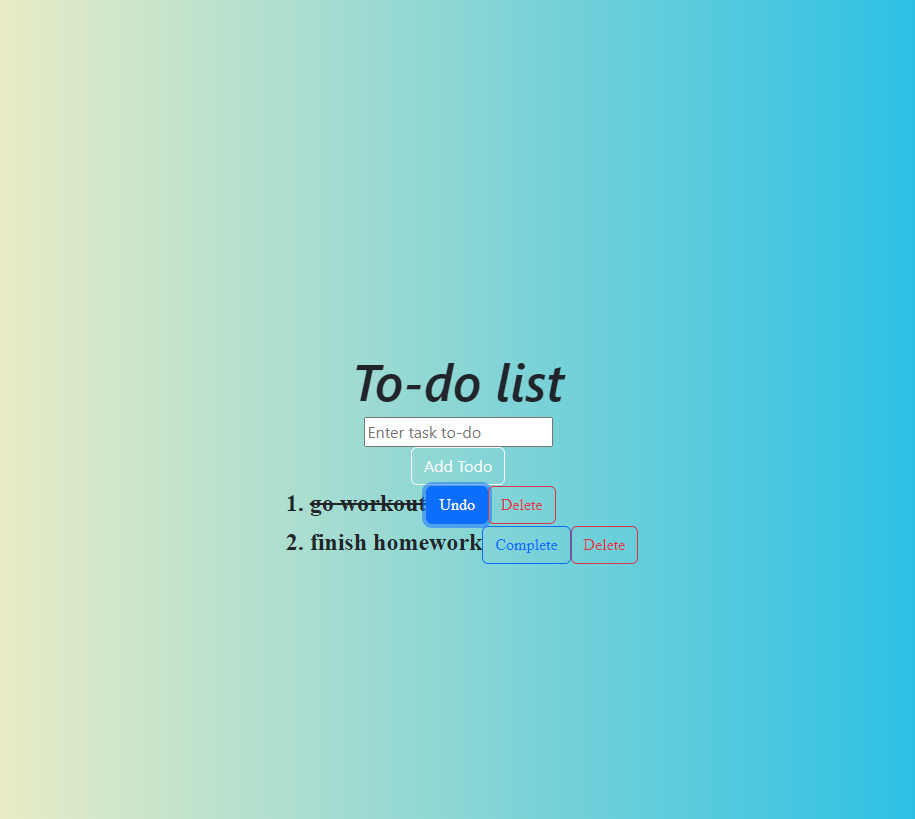 To-do list
Enter task to-do
Add Todo
1. go workout Undo Delete
2. finish homework Complete Delete